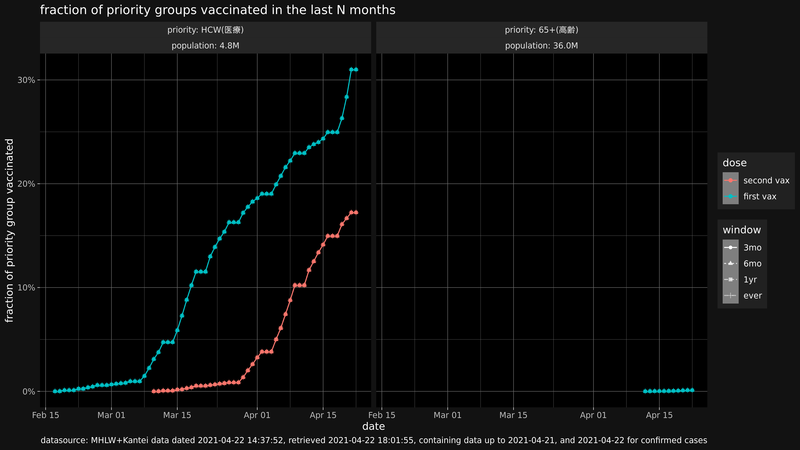 fraction of priority groups vaccinated in the last N months
priority: HCW(医療)
population: 4.8M
priority: 65+(高齢)
population: 36.0M
fraction of priority group vaccinated
30%
20%
10%
0%
Feb 15
Mar 01
Mar 15
Apr 01
Apr 15
Feb 15
Mar 01
Mar 15
Apr 01
Apr 15
date
dose
second vax
first vax
window
3mo
6mo
1yr
ever
datasource: MHLW+Kantei data dated 2021-04-22 14:37:52, retrieved 2021-04-22 18:01:55, containing data up to 2021-04-21, and 2021-04-22 for confirmed cases